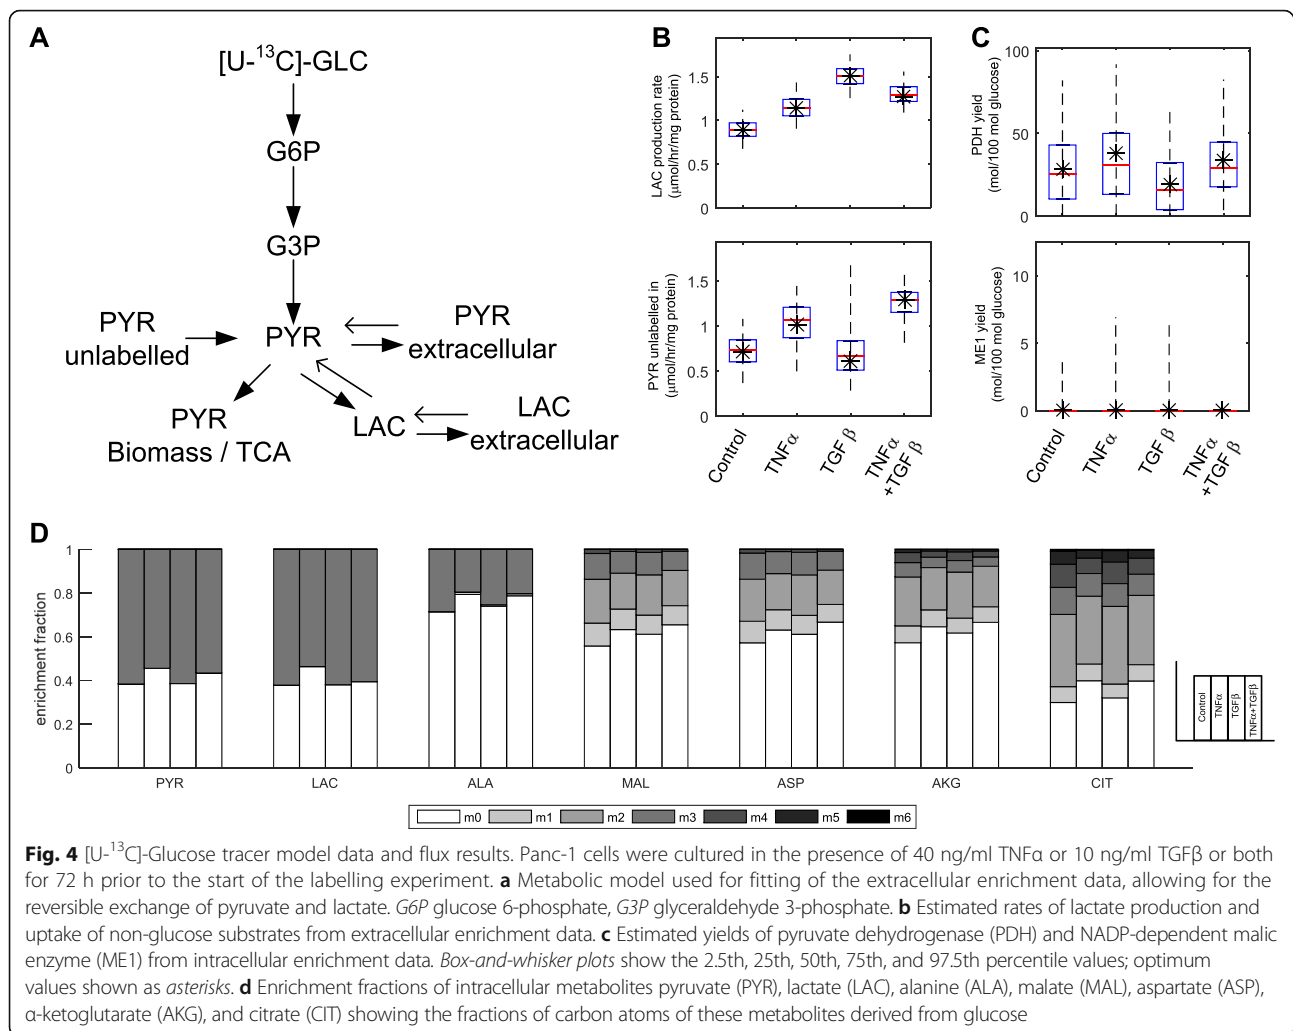 A
[U-¹³C]-GLC
G6P
G3P
PYR
unlabelled
PYR
PYR
extracellular
PYR
Biomass / TCA
LAC
LAC
extracellular
B
LAC production rate
(µmol/hr/mg protein)
1.5
1
0.5
0
PYR unlabelled in
(µmol/hr/mg protein)
1.5
1
0.5
0
Control
TNFα
TGF β
TNFα
+TGF β
C
PDH yield
(mol/100 mol glucose)
100
50
0
ME1 yield
(mol/100 mol glucose)
10
5
0
Control
TNFα
TGF β
TNFα
+TGF β
D
enrichment fraction
1
0.8
0.6
0.4
0.2
0
PYR LAC ALA MAL ASP AKG CIT
Control
TNFα
TGFβ
TNFα+TGFβ
m0 m1 m2 m3 m4 m5 m6
Fig. 4 [U-¹³C]-Glucose tracer model data and flux results. Panc-1 cells were cultured in the presence of 40 ng/ml TNFα or 10 ng/ml TGFβ or both
for 72 h prior to the start of the labelling experiment. a Metabolic model used for fitting of the extracellular enrichment data, allowing for the
reversible exchange of pyruvate and lactate. G6P glucose 6-phosphate, G3P glyceraldehyde 3-phosphate. b Estimated rates of lactate production and
uptake of non-glucose substrates from extracellular enrichment data. c Estimated yields of pyruvate dehydrogenase (PDH) and NADP-dependent malic
enzyme (ME1) from intracellular enrichment data. Box-and-whisker plots show the 2.5th, 25th, 50th, 75th, and 97.5th percentile values; optimum
values shown as asterisks. d Enrichment fractions of intracellular metabolites pyruvate (PYR), lactate (LAC), alanine (ALA), malate (MAL), aspartate (ASP),
α-ketoglutarate (AKG), and citrate (CIT) showing the fractions of carbon atoms of these metabolites derived from glucose